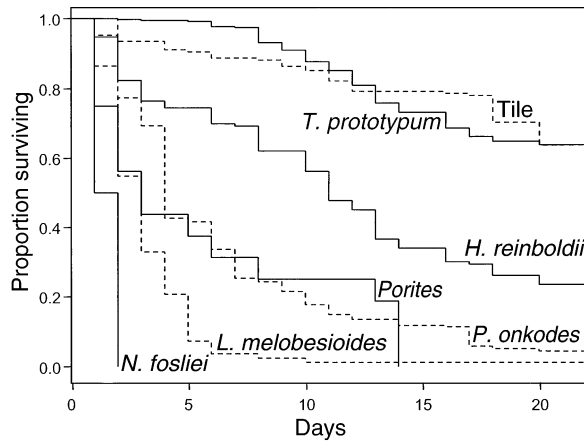 Proportion surviving
1.0
0.8
0.6
0.4
0.2
0.0
Tile
T. prototypum
H. reinboldii
Porites
P. onkodes
L. melobesioides
N. fosliei
0 5 10 15 20
Days